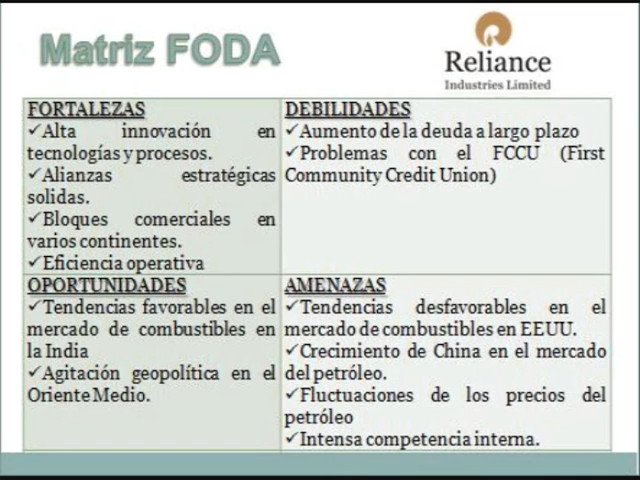 Matriz FODA
Reliance
Industries Limited
FORTALEZAS
✓Alta innovación en
tecnologías y procesos.
✓Alianzas estratégicas
solidas.
✓Bloques comerciales en
varios continentes.
✓Eficiencia operativa
DEBILIDADES
✓Aumento de la deuda a largo plazo
✓Problemas con el FCCU (First
Community Credit Union)
OPORTUNIDADES
✓Tendencias favorables en el
mercado de combustibles en
la India
✓Agitación geopolítica en el
Oriente Medio.
AMENAZAS
✓Tendencias desfavorables en el
mercado de combustibles en EEUU.
✓Crecimiento de China en el mercado
del petróleo.
✓Fluctuaciones de los precios del
petróleo
✓Intensa competencia interna.